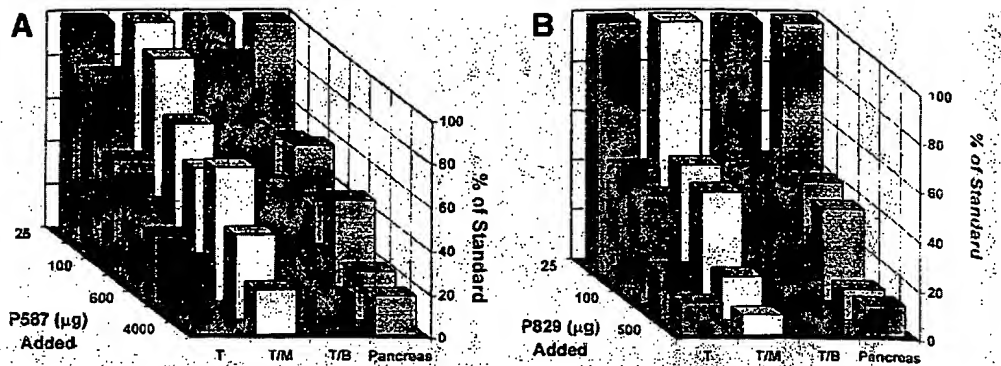 A
100
80
60
40
20
0
% of Standard
25
100
600
4000
P587 (µg)
Added
T
T/M
T/B
Pancreas
B
100
80
60
40
20
0
% of Standard
25
100
500
P829 (µg)
Added
T
T/M
T/B
Pancreas